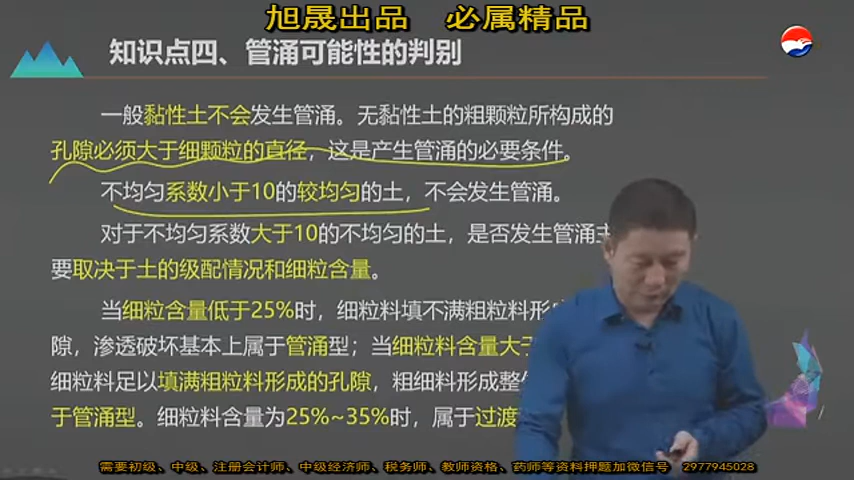 旭晟出品 必属精品
知识点四、管涌可能性的判别
一般黏性土不会发生管涌。无黏性土的粗颗粒所构成的
孔隙必须大于细颗粒的直径，这是产生管涌的必要条件。
不均匀系数小于10的较均匀的土，不会发生管涌。
对于不均匀系数大于10的不均匀的土，是否发生管涌主
要取决于土的级配情况和细粒含量。
当细粒含量低于25%时，细粒料填不满粗粒料形
隙，渗透破坏基本上属于管涌型；当细粒料含量大于
细粒料足以填满粗粒料形成的孔隙，粗细料形成整
于管涌型。细粒料含量为25%~35%时，属于过渡
需要初级、中级、注册会计师、中级经济师、税务师、教师资格、药师等资料押题加微信号 2977945028